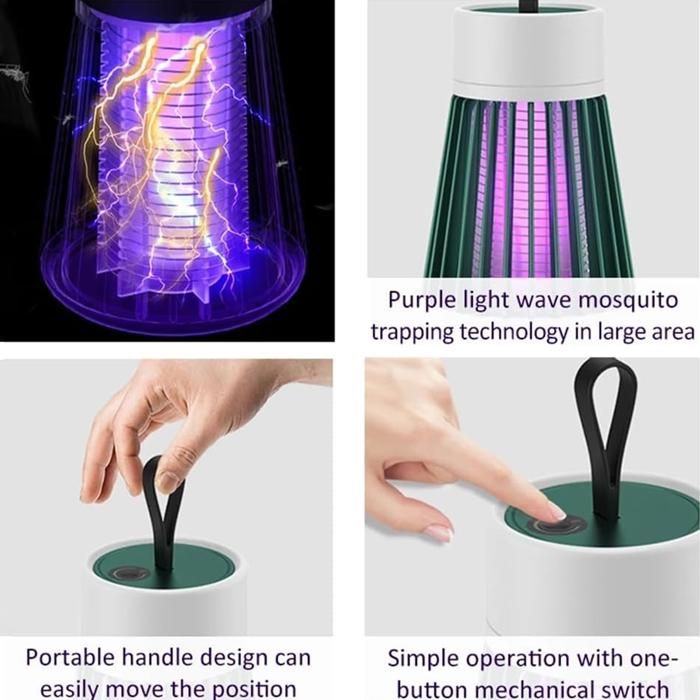 Purple light wave mosquito
trapping technology in large area
Portable handle design can
easily move the position
Simple operation with one-
button mechanical switch